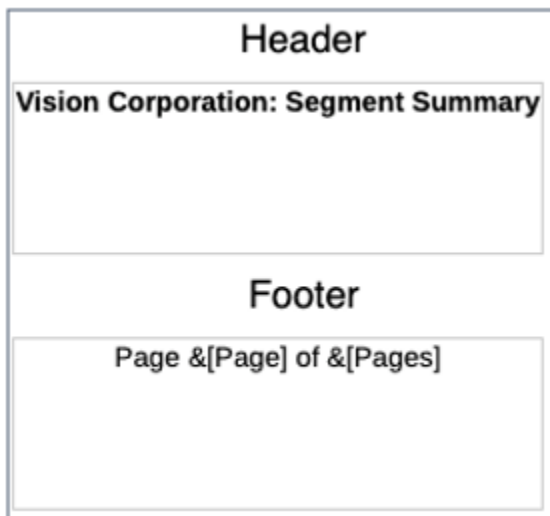 Header
Vision Corporation: Segment Summary
Footer
Page &[Page] of &[Pages]